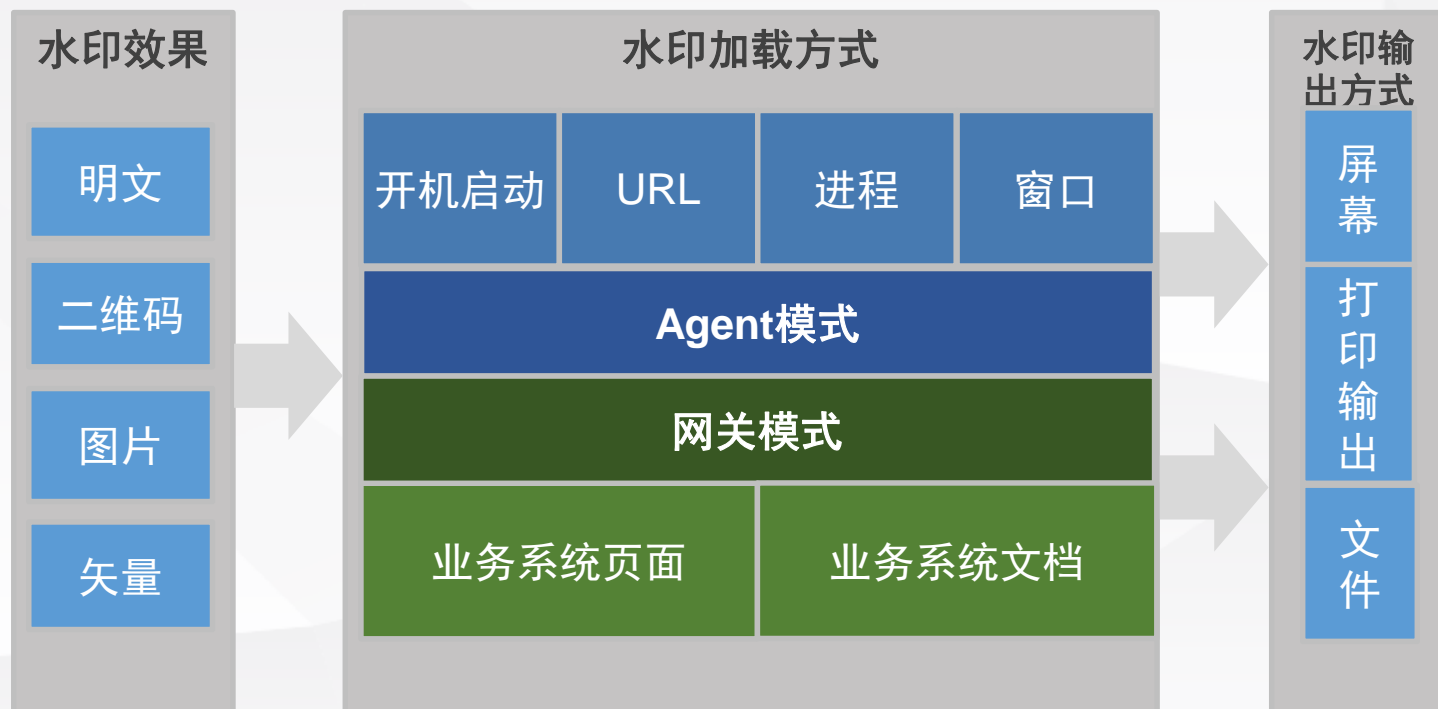 水印效果
明文
二维码
图片
矢量
水印加载方式
开机启动
URL
进程
窗口
Agent模式
网关模式
业务系统页面
业务系统文档
水印输
出方式
屏
幕
打
印
输
出
文
件